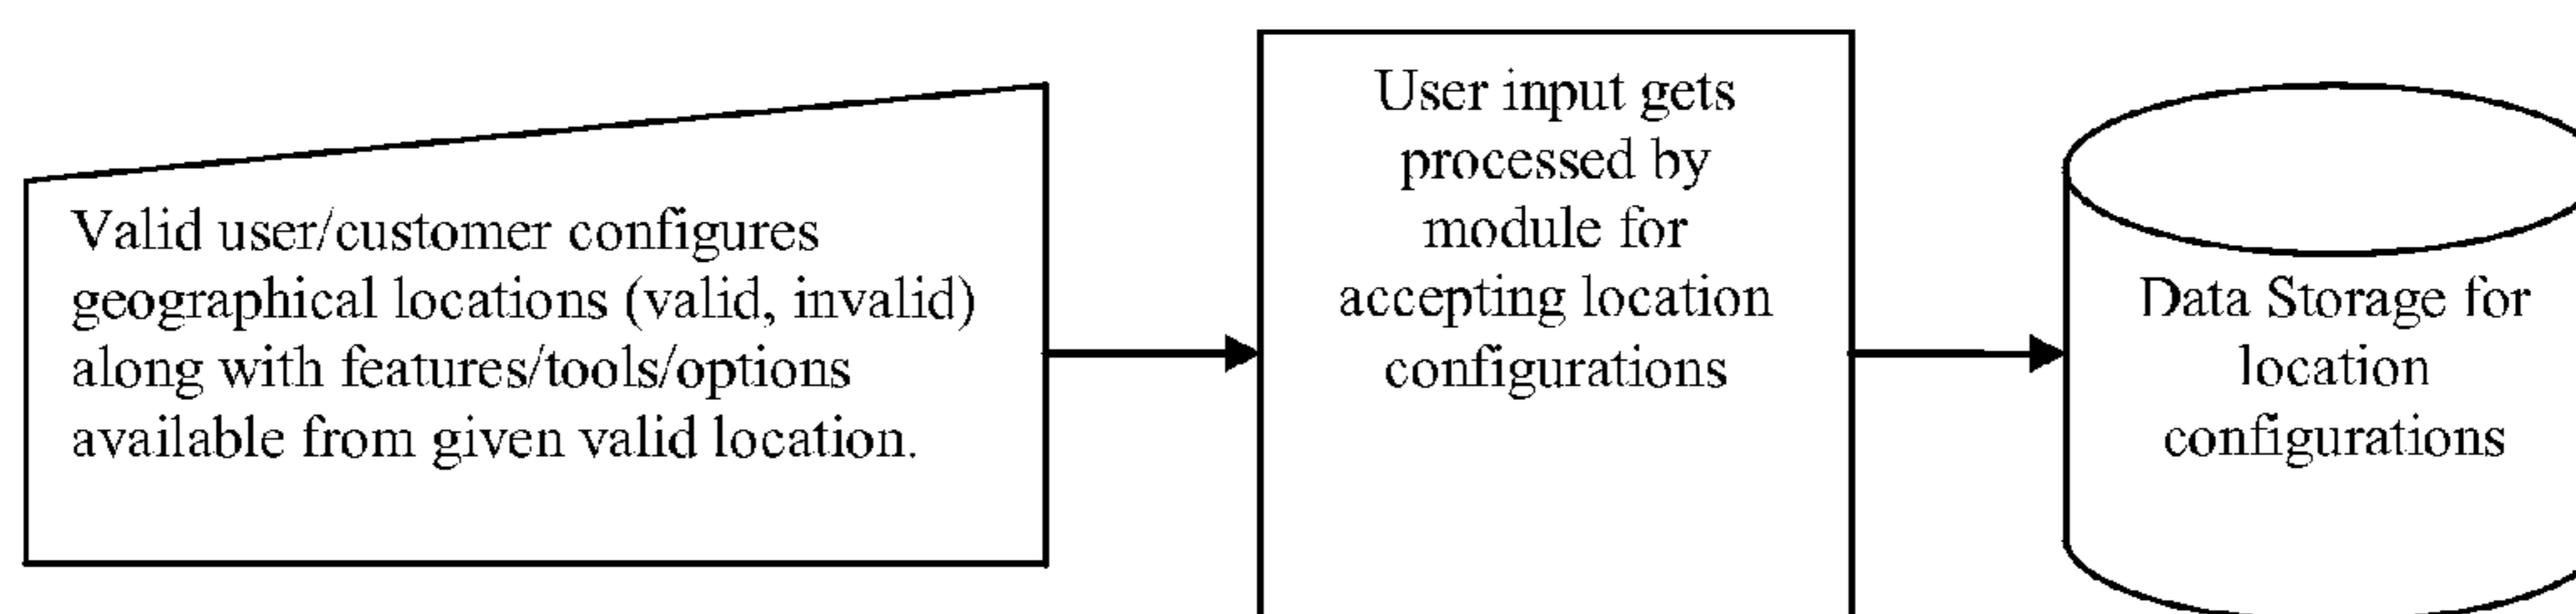 Valid user/customer configures
geographical locations (valid, invalid)
along with features/tools/options
available from given valid location.
User input gets
processed by
module for
accepting location
configurations
Data Storage for
location
configurations